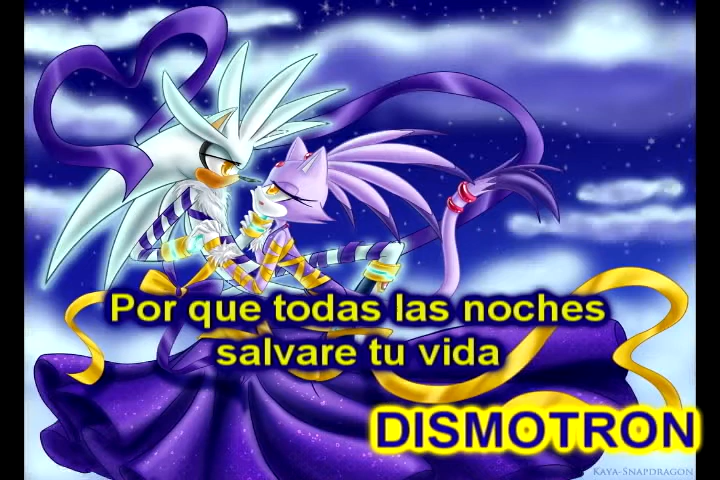 Por que todas las noches
salvare tu vida
DISMOTRON
KAYA-SNAPDRAGON